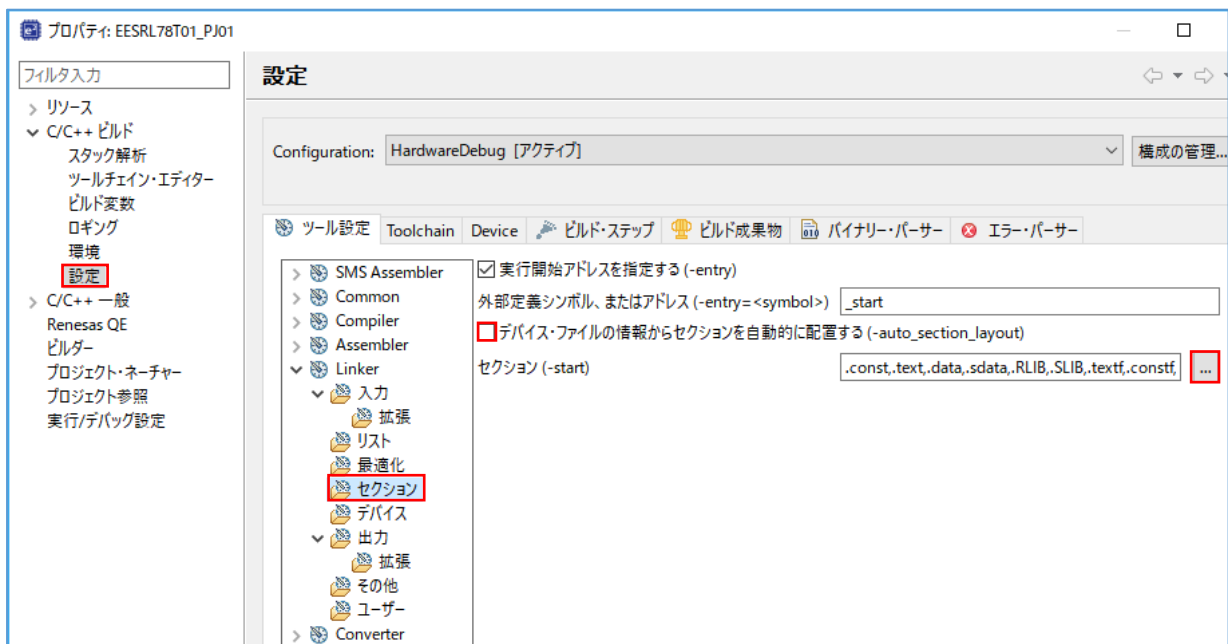 プロパティ: EESRL78T01_PJ01
フィルタ入力
リソース
C/C++ ビルド
スタック解析
ツールチェイン・エディター
ビルド変数
ロギング
環境
設定
C/C++ 一般
Renesas QE
ビルダー
プロジェクト・ネーチャー
プロジェクト参照
実行/デバッグ設定
設定
Configuration: HardwareDebug [アクティブ] 構成の管理...
ツール設定 Toolchain Device ビルド・ステップ ビルド成果物 バイナリー・パーサー エラー・パーサー
SMS Assembler
Common
Compiler
Assembler
Linker
入力
拡張
リスト
最適化
セクション
デバイス
出力
拡張
その他
ユーザー
Converter
実行開始アドレスを指定する (-entry)
外部定義シンボル、またはアドレス (-entry=<symbol>) _start
デバイス・ファイルの情報からセクションを自動的に配置する (-auto_section_layout)
セクション (-start) .const,.text,.data,.sdata,.RLIB,.SLIB,.textf,.constf, ...